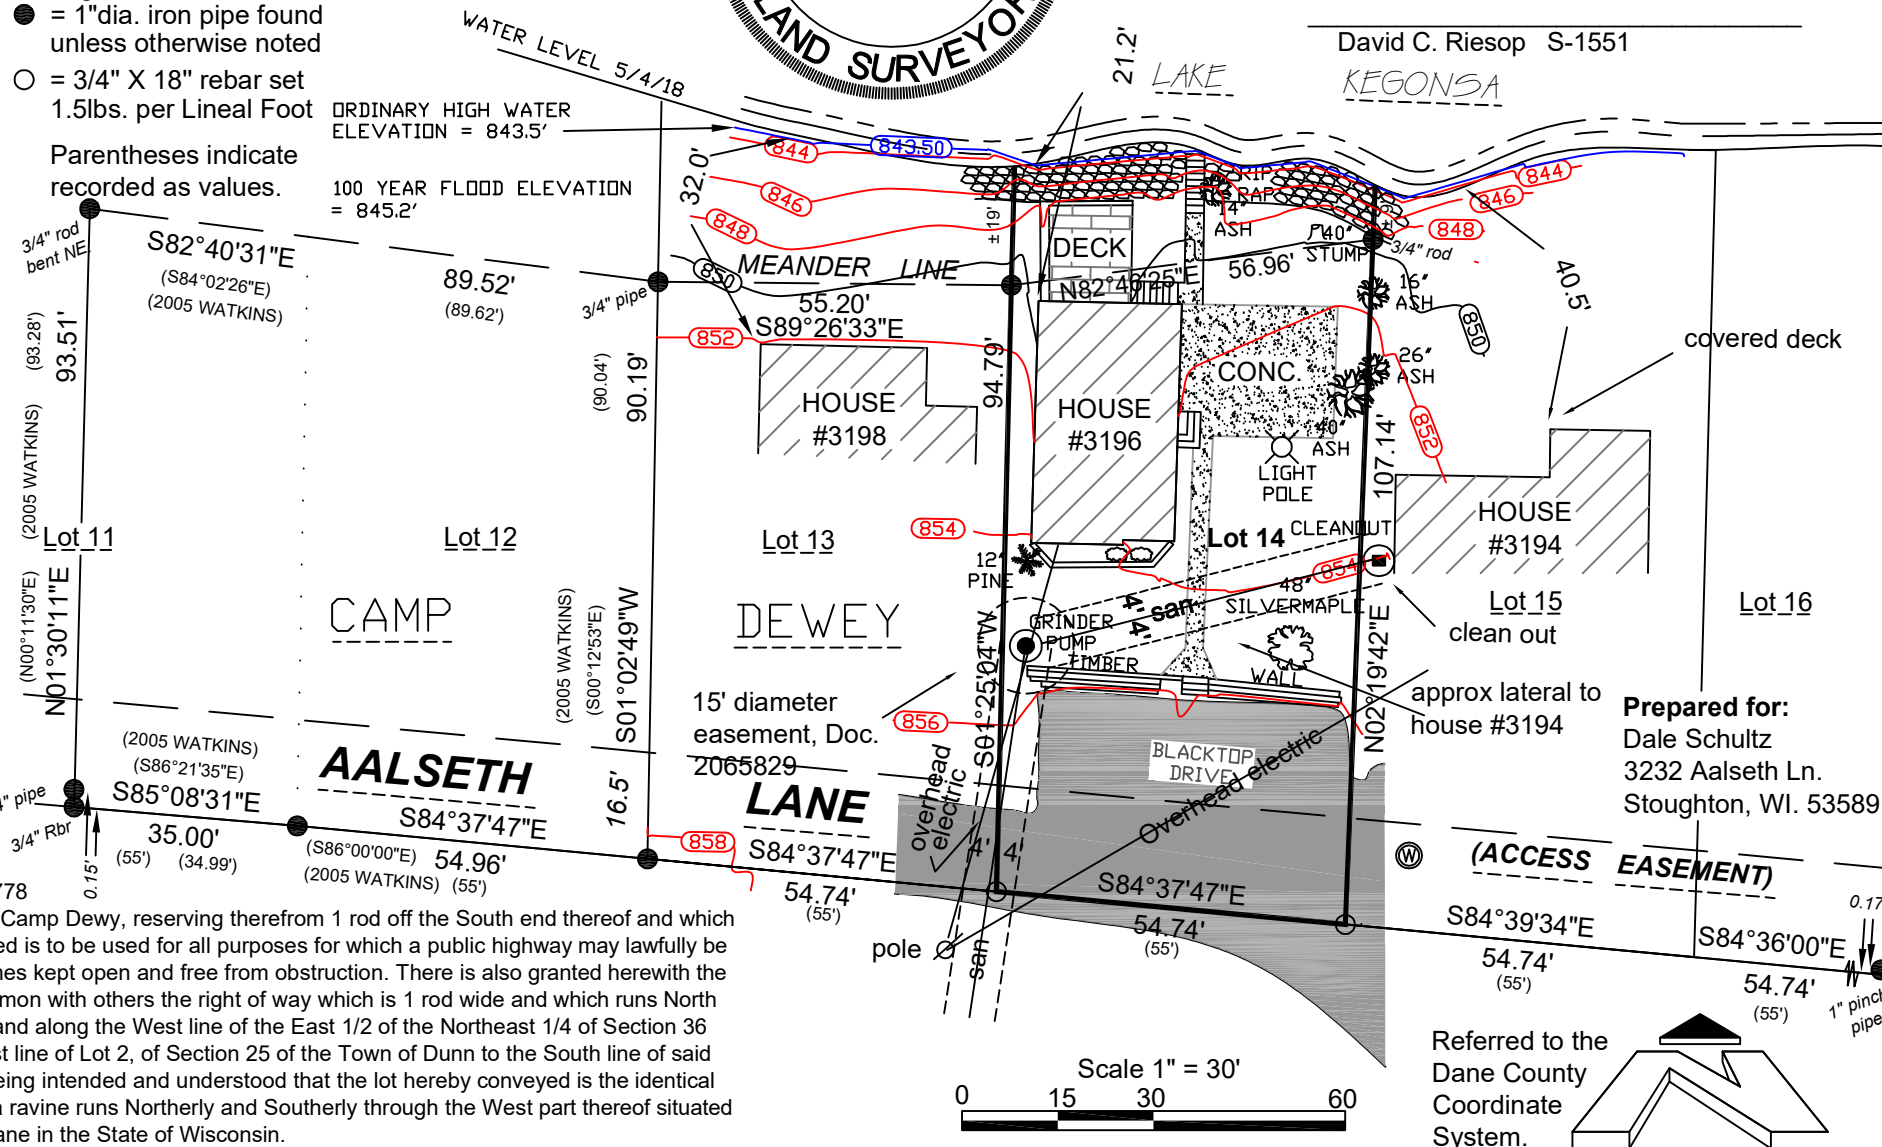 = 1"dia. iron pipe found
unless otherwise noted
= 3/4" X 18" rebar set
1.5lbs. per Lineal Foot
Parentheses indicate
recorded as values.
WATER LEVEL 5/4/18
ORDINARY HIGH WATER
ELEVATION = 843.5'
100 YEAR FLOOD ELEVATION
= 845.2'
LAND SURVEYOR
David C. Riesop S-1551
LAKE KEGONSA
21.2'
32.0'
844
843.50
846
848
850
852
854
856
858
844
846
848
850
852
854
± 19'
RIP
RAP
14"
ASH
40"
STUMP
3/4" rod
16"
ASH
26"
ASH
40"
ASH
40.5'
covered deck
DECK
MEANDER LINE
N82°46'25"E
56.96'
55.20'
S89°26'33"E
3/4" rod
bent NE.
S82°40'31"E
(S84°02'26"E)
(2005 WATKINS)
89.52'
(89.62')
3/4" pipe
(93.28')
93.51'
(2005 WATKINS)
(N00°11'30"E)
N01°30'11"E
(90.04')
90.19'
(2005 WATKINS)
(S00°12'53"E)
S01°02'49"W
16.5'
94.79'
S01°25'04"W
107.14'
N02°19'42"E
HOUSE
#3198
HOUSE
#3196
CONC.
LIGHT
POLE
HOUSE
#3194
Lot 11
Lot 12
Lot 13
Lot 14
Lot 15
Lot 16
CLEANOUT
clean out
12"
PINE
48"
SILVERMAPLE
4'
4'
san
GRINDER
PUMP
TIMBER
WALL
CAMP DEWEY
15' diameter
easement, Doc.
2065829
approx lateral to
house #3194
Prepared for:
Dale Schultz
3232 Aalseth Ln.
Stoughton, WI. 53589
BLACKTOP
DRIVE
Overhead electric
overhead
electric
4' 4'
san
pole
AALSETH LANE
(ACCESS EASEMENT)
(2005 WATKINS)
(S86°21'35"E)
S85°08'31"E
35.00'
(55') (34.99')
4" pipe
3/4" Rbr
0.15'
S84°37'47"E
(S86°00'00"E) 54.96'
(2005 WATKINS) (55')
S84°37'47"E
54.74'
(55')
S84°37'47"E
54.74'
(55')
W
S84°39'34"E
54.74'
(55')
S84°36'00"E
54.74'
(55')
0.17
1" pinch
pipe
778
Camp Dewy, reserving therefrom 1 rod off the South end thereof and which
ed is to be used for all purposes for which a public highway may lawfully be
nes kept open and free from obstruction. There is also granted herewith the
mon with others the right of way which is 1 rod wide and which runs North
and along the West line of the East 1/2 of the Northeast 1/4 of Section 36
st line of Lot 2, of Section 25 of the Town of Dunn to the South line of said
eing intended and understood that the lot hereby conveyed is the identical
a ravine runs Northerly and Southerly through the West part thereof situated
ane in the State of Wisconsin.
Scale 1" = 30'
0 15 30 60
Referred to the
Dane County
Coordinate
System.